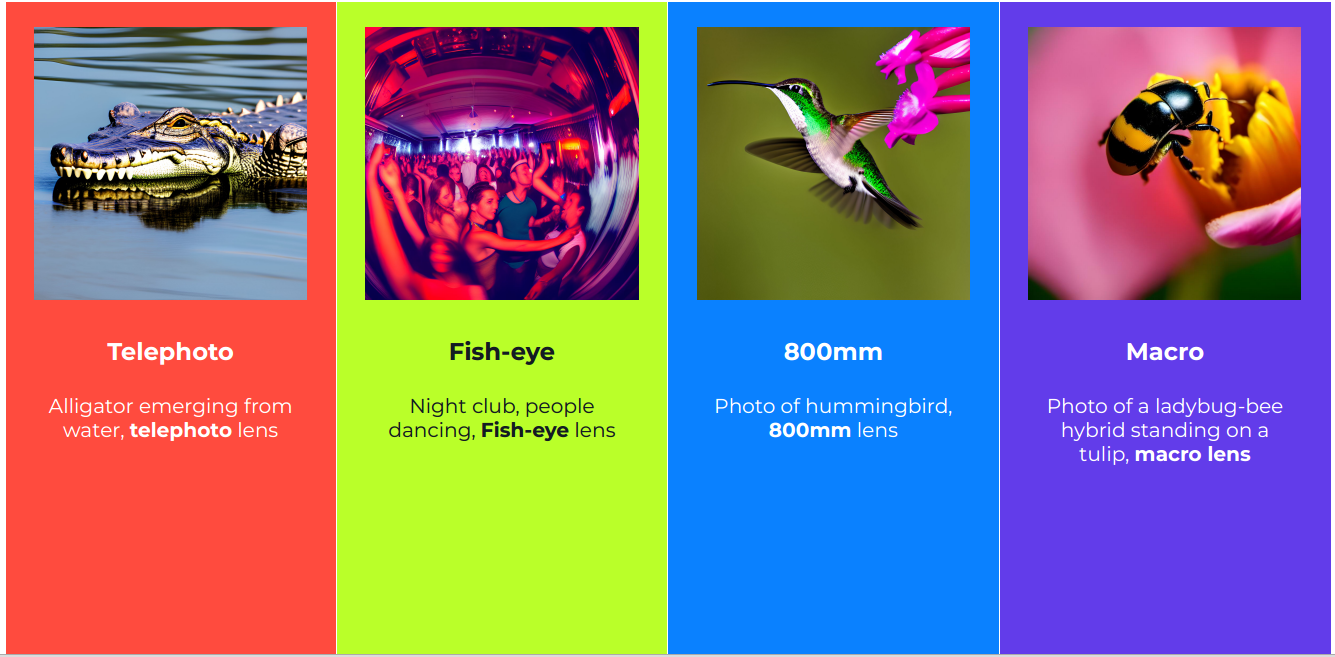 Telephoto
Alligator emerging from
water, telephoto lens
Fish-eye
Night club, people
dancing, Fish-eye lens
800mm
Photo of hummingbird,
800mm lens
Macro
Photo of a ladybug-bee
hybrid standing on a
tulip, macro lens